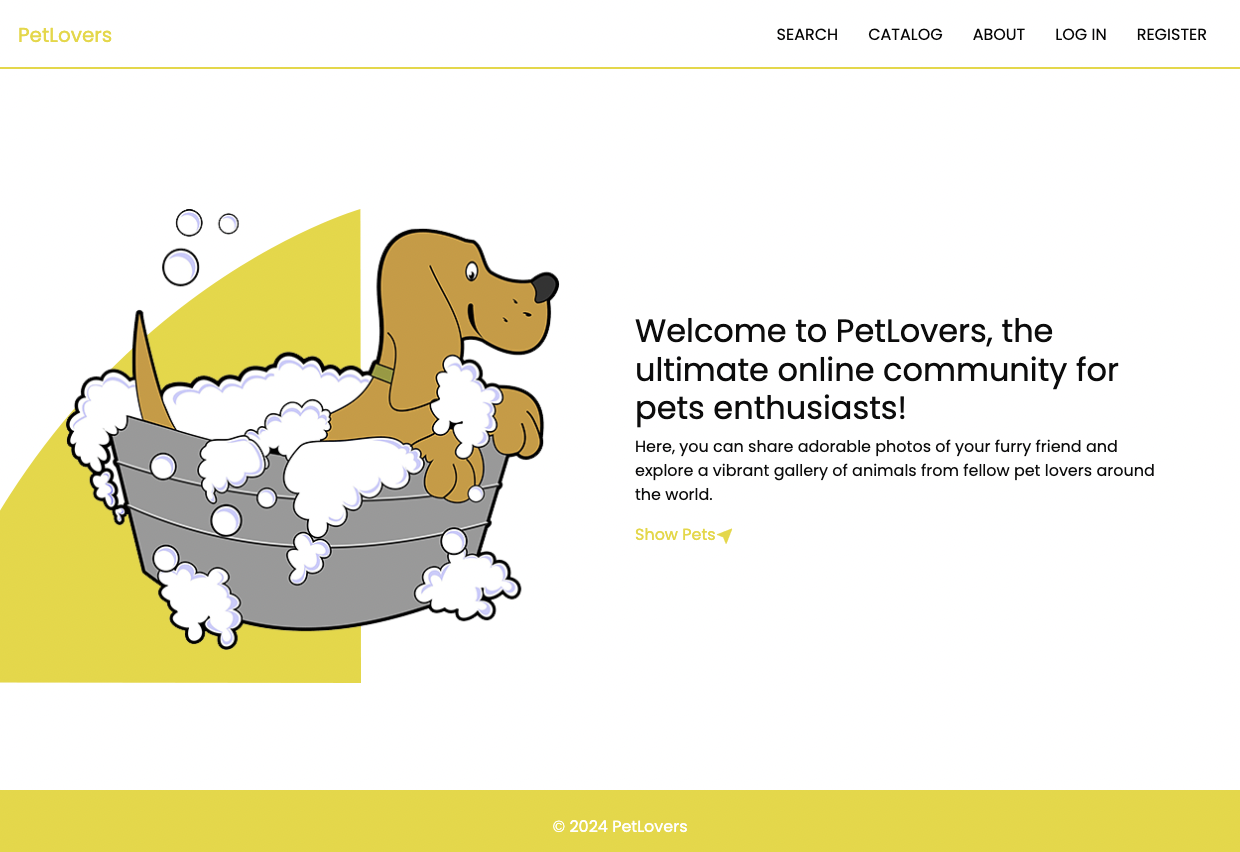 PetLovers
SEARCH CATALOG ABOUT LOG IN REGISTER
Welcome to PetLovers, the
ultimate online community for
pets enthusiasts!
Here, you can share adorable photos of your furry friend and
explore a vibrant gallery of animals from fellow pet lovers around
the world.
Show Pets
© 2024 PetLovers